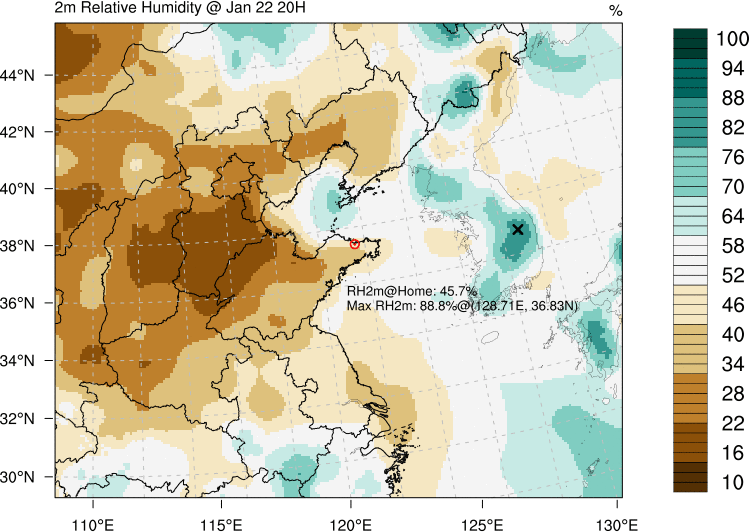 2m Relative Humidity @ Jan 22 20H
%
44°N
42°N
40°N
38°N
36°N
34°N
32°N
30°N
110°E
115°E
120°E
125°E
130°E
RH2m@Home: 45.7%
Max RH2m: 88.8%@(128.71E, 36.83N)
100
94
88
82
76
70
64
58
52
46
40
34
28
22
16
10